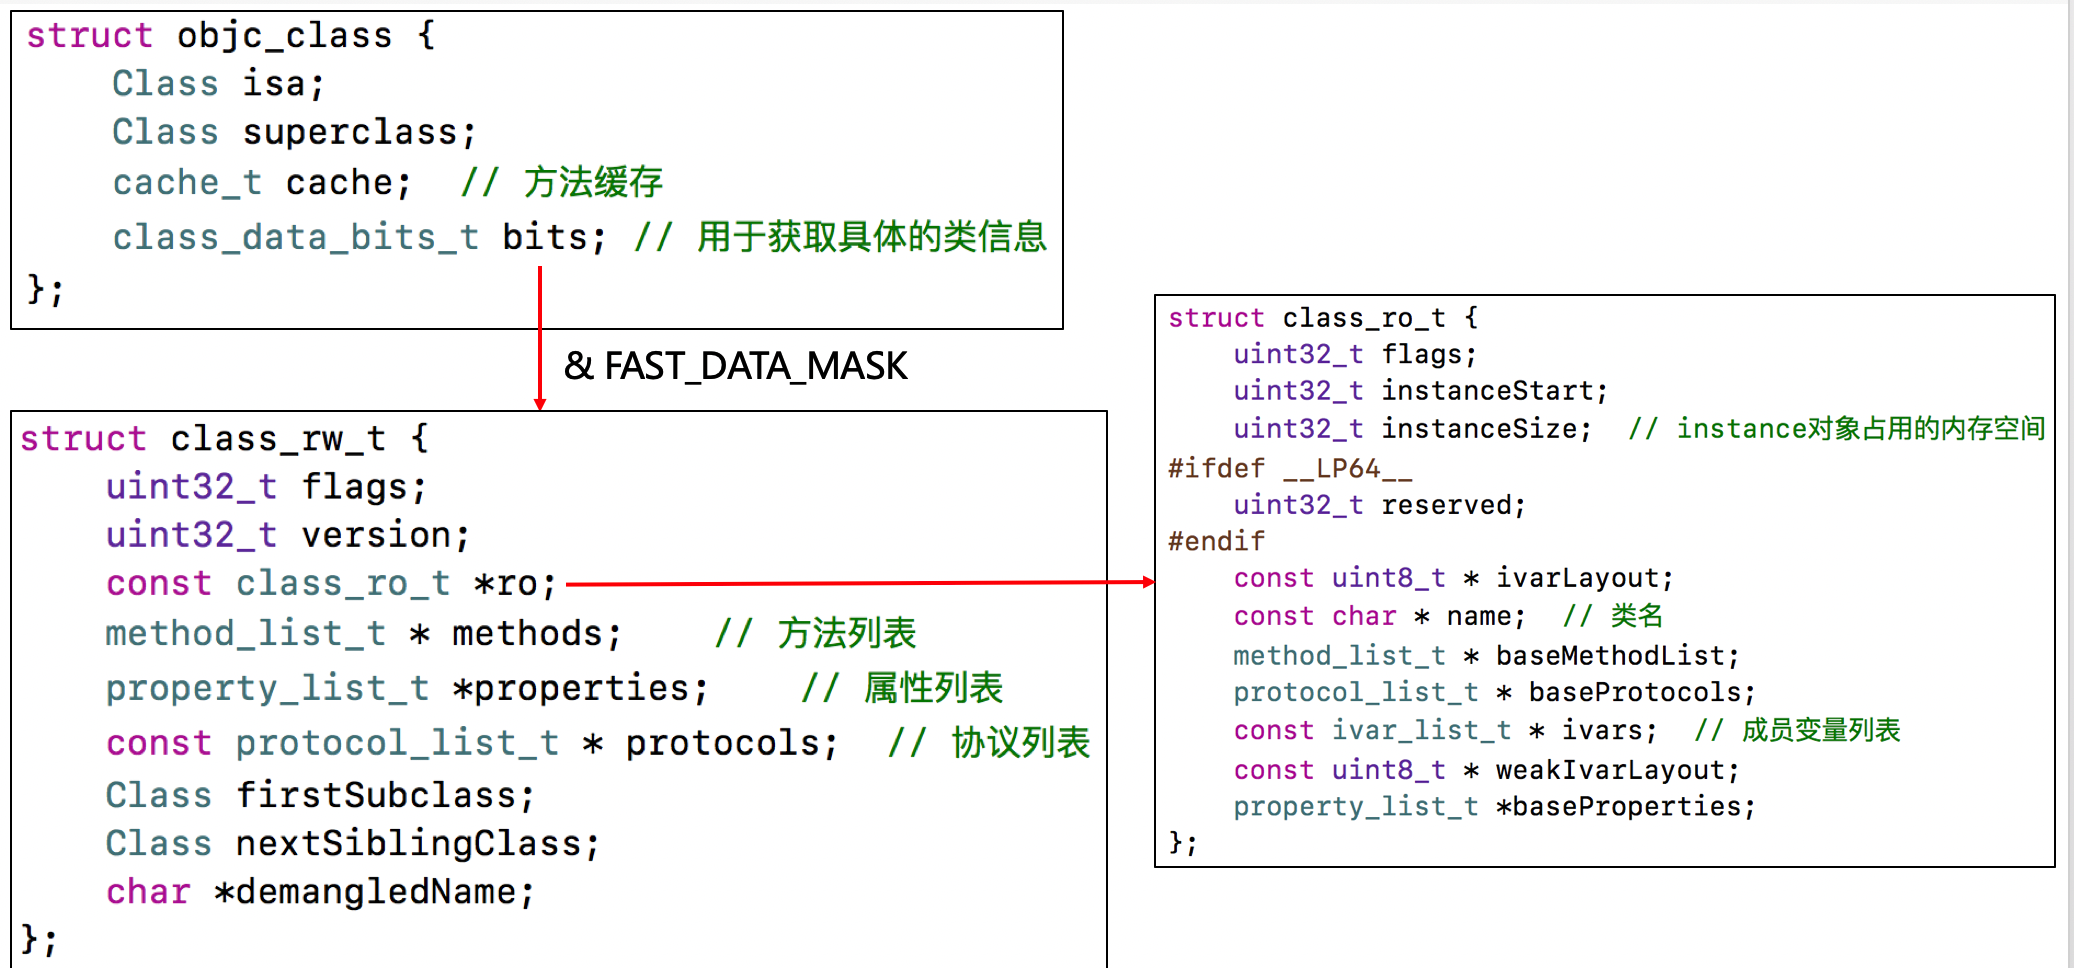 struct objc_class {
    Class isa;
    Class superclass;
    cache_t cache;  // 方法缓存
    class_data_bits_t bits; // 用于获取具体的类信息
};
& FAST_DATA_MASK
struct class_rw_t {
    uint32_t flags;
    uint32_t version;
    const class_ro_t *ro;
    method_list_t * methods;    // 方法列表
    property_list_t *properties;    // 属性列表
    const protocol_list_t * protocols;  // 协议列表
    Class firstSubclass;
    Class nextSiblingClass;
    char *demangledName;
};
struct class_ro_t {
    uint32_t flags;
    uint32_t instanceStart;
    uint32_t instanceSize;  // instance对象占用的内存空间
#ifdef __LP64__
    uint32_t reserved;
#endif
    const uint8_t * ivarLayout;
    const char * name;  // 类名
    method_list_t * baseMethodList;
    protocol_list_t * baseProtocols;
    const ivar_list_t * ivars;  // 成员变量列表
    const uint8_t * weakIvarLayout;
    property_list_t *baseProperties;
};